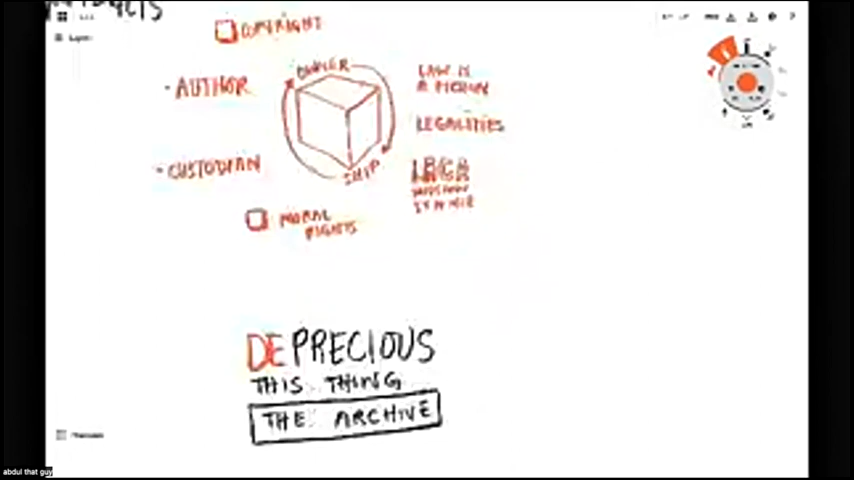 COPYRIGHT
OWNER
· AUTHOR
LAW IS
A FICTION
LEGALITIES
· CUSTODIAN
SHIP
MORAL
RIGHTS
DEPRECIOUS
THIS THING
THE ARCHIVE
abdul that guy